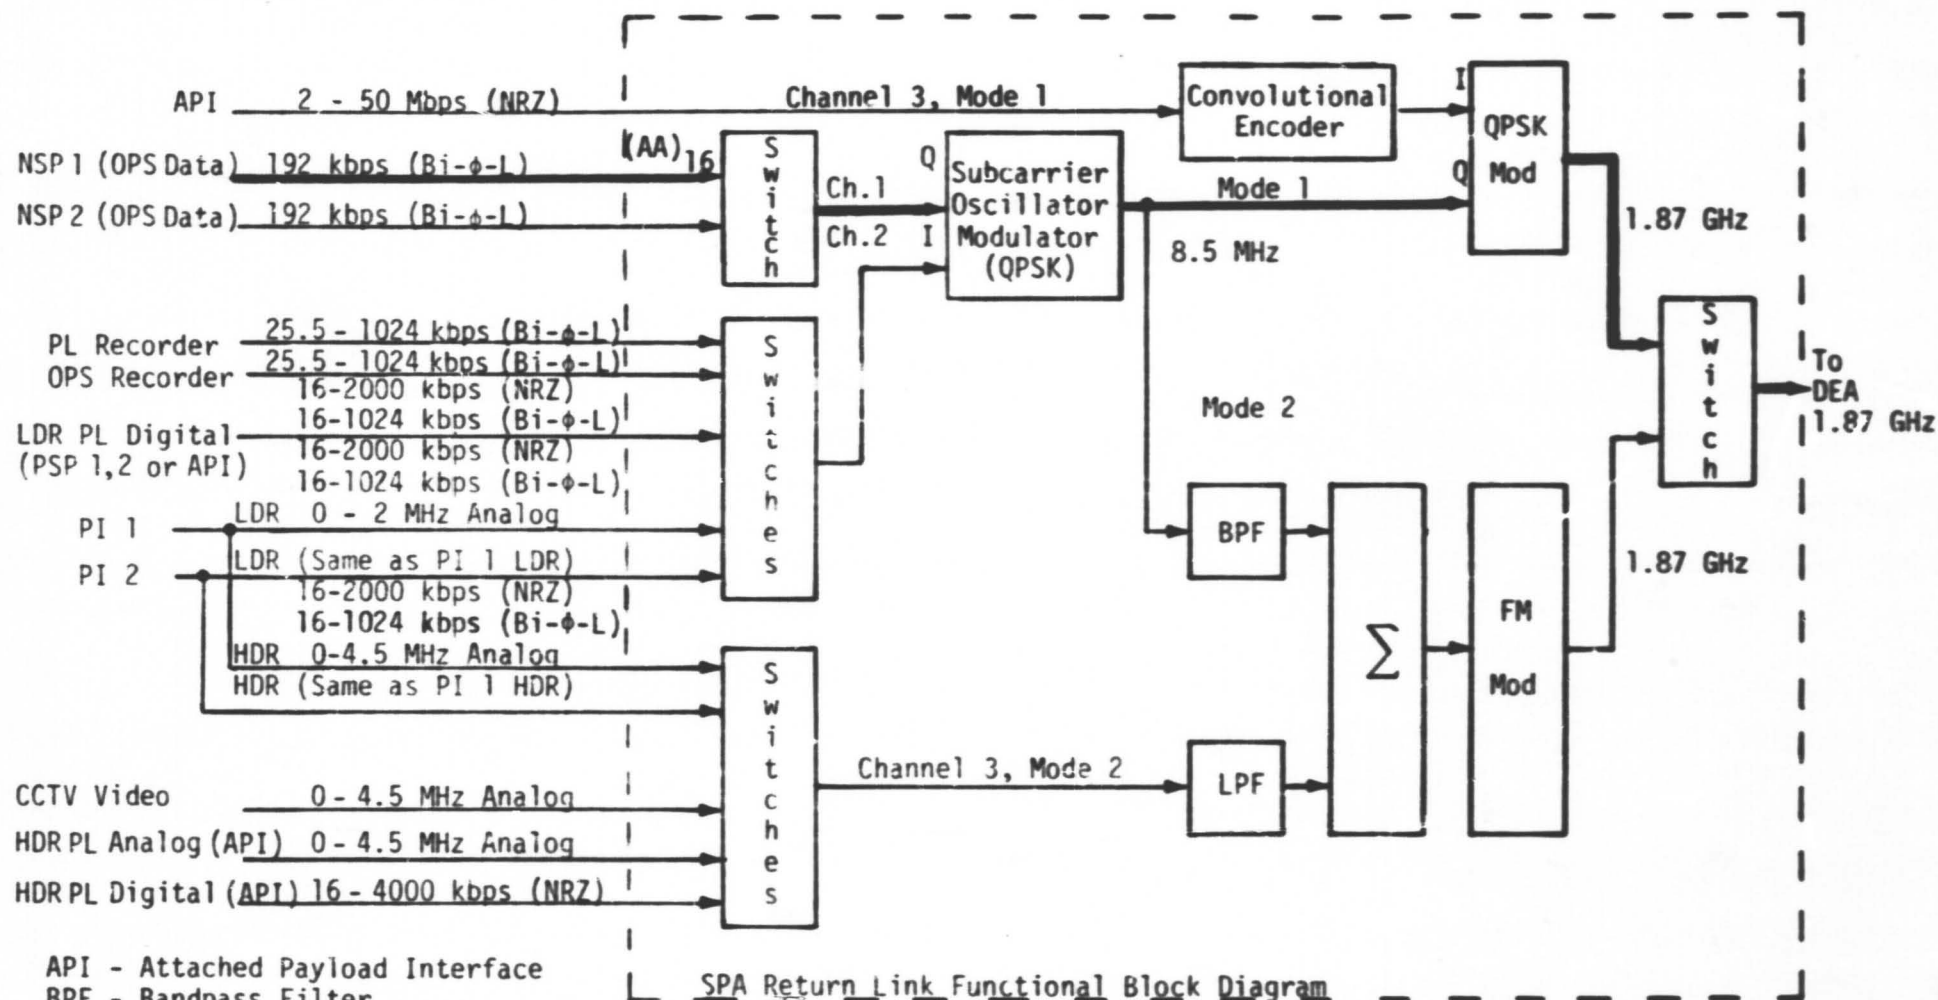 API 2 - 50 Mbps (NRZ) Channel 3, Mode 1
Convolutional
Encoder
I
QPSK
Mod
Q
NSP 1 (OPS Data) 192 kbps (Bi-ϕ-L) (AA)16
NSP 2 (OPS Data) 192 kbps (Bi-ϕ-L)
Switch
Ch.1
Ch.2
Q
I
Subcarrier
Oscillator
Modulator
(QPSK)
Mode 1
8.5 MHz
1.87 GHz
PL Recorder 25.5 - 1024 kbps (Bi-ϕ-L)
OPS Recorder 25.5 - 1024 kbps (Bi-ϕ-L)
16-2000 kbps (NRZ)
16-1024 kbps (Bi-ϕ-L)
LDR PL Digital
(PSP 1,2 or API)
16-2000 kbps (NRZ)
16-1024 kbps (Bi-ϕ-L)
PI 1 LDR 0 - 2 MHz Analog
PI 2 LDR (Same as PI 1 LDR)
16-2000 kbps (NRZ)
16-1024 kbps (Bi-ϕ-L)
Switches
HDR 0-4.5 MHz Analog
HDR (Same as PI 1 HDR)
Switches
Mode 2
BPF
Channel 3, Mode 2
LPF
Σ
FM
Mod
1.87 GHz
Switch
To
DEA
1.87 GHz
CCTV Video 0- 4.5 MHz Analog
HDR PL Analog (API) 0- 4.5 MHz Analog
HDR PL Digital (API) 16 - 4000 kbps (NRZ)
API - Attached Payload Interface
BPF - Bandpass Filter
SPA Return Link Functional Block Diagram